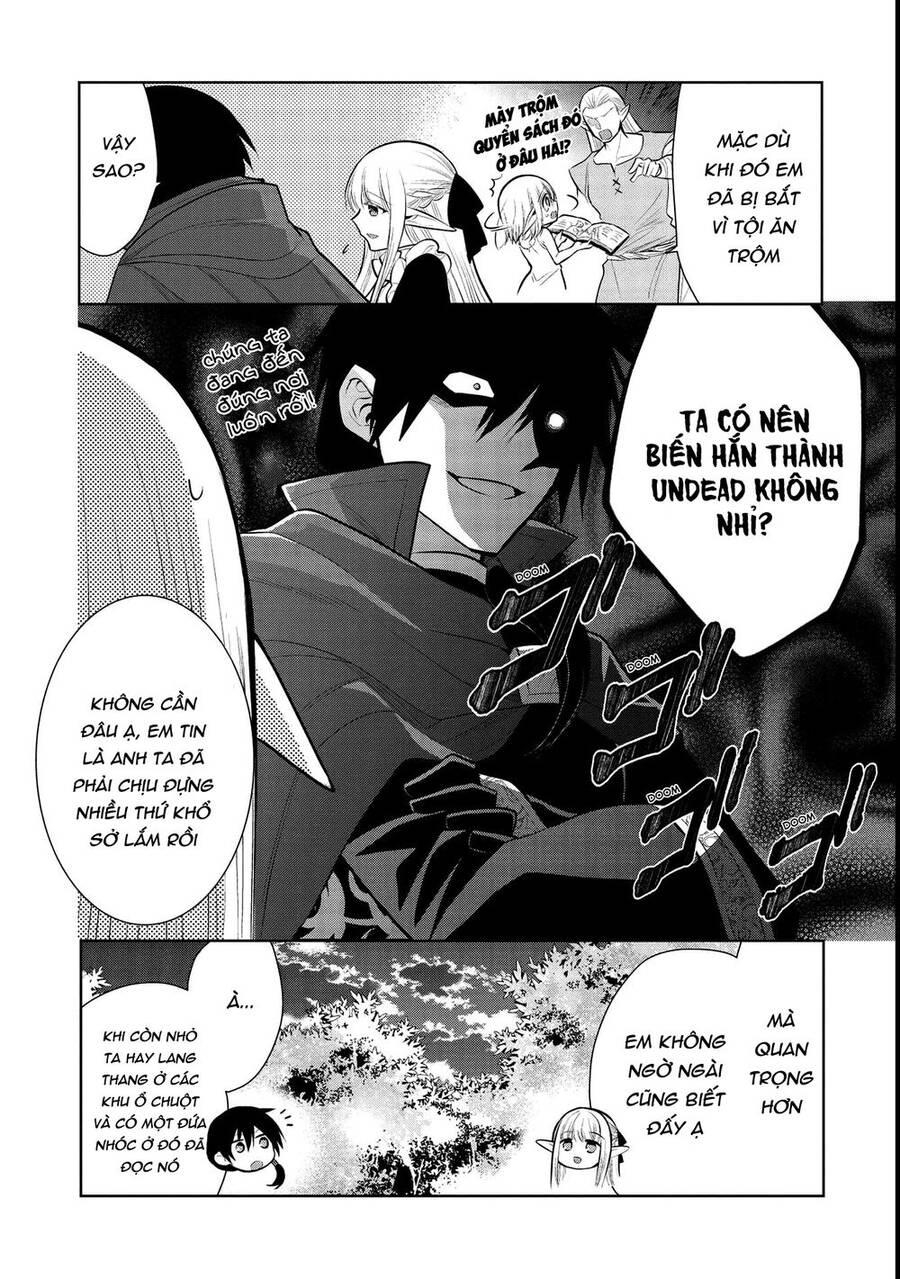 MẶC DÙ
KHI ĐÓ EM
ĐÃ BỊ BẮT
VÌ TỘI ĂN
TRỘM
MÀY TRỘM
QUYỂN SÁCH ĐÓ
Ở ĐÂU HẢ!?
VẬY
SAO?
TA CÓ NÊN
BIẾN HẮN THÀNH
UNDEAD KHÔNG
NHỈ?
chúng ta
đang đến
đúng nơi
luôn rồi!
DOOM
DOOM
DOOM
DOOM
ゴ
ゴ
ゴ
ゴ
KHÔNG CẦN
ĐÂU Ạ, EM TIN
LÀ ANH TA ĐÃ
PHẢI CHỊU ĐỰNG
NHIỀU THỨ KHỔ
SỞ LẮM RỒI
MÀ
QUAN
TRỌNG
HƠN
EM KHÔNG
NGỜ NGÀI
CŨNG BIẾT
ĐẤY Ạ
À...
KHI CÒN NHỎ
TA HAY LANG
THANG Ở CÁC
KHU Ổ CHUỘT
VÀ CÓ MỘT ĐỨA
NHÓC Ở ĐÓ ĐÃ
ĐỌC NÓ